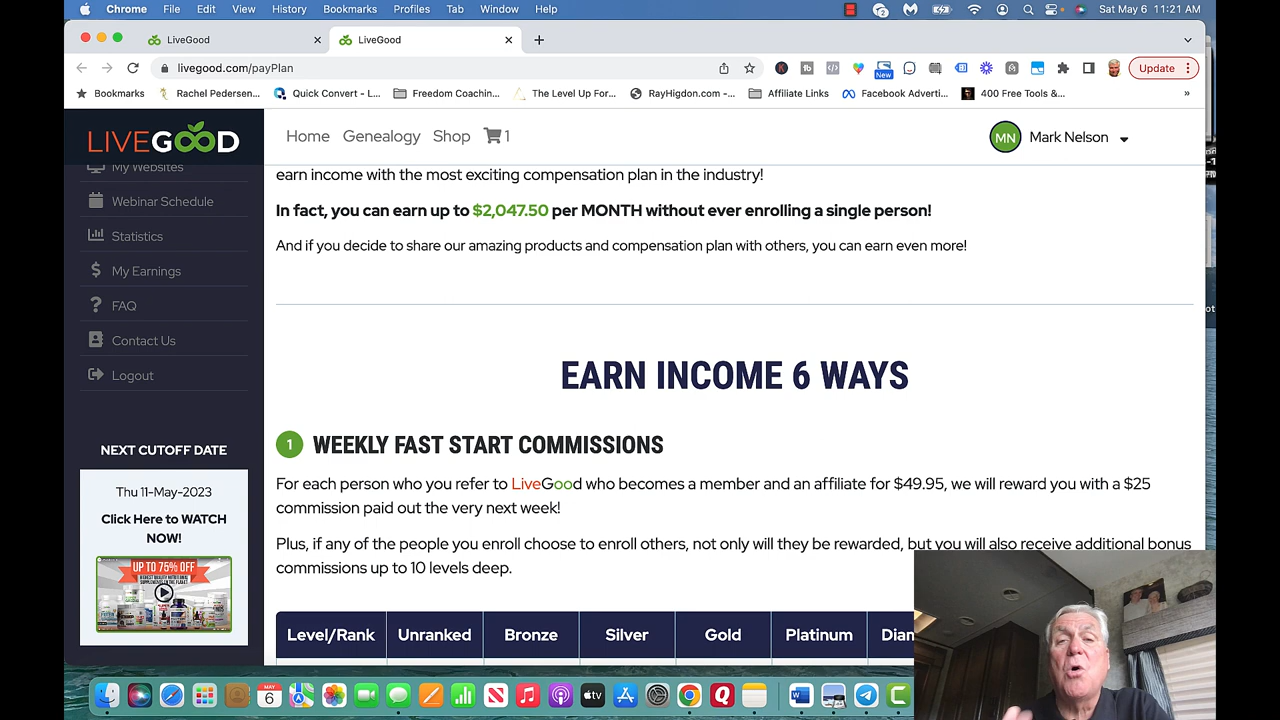 Chrome File Edit View History Bookmarks Profiles Tab Window Help Sat May 6 11:21 AM
LiveGood LiveGood
livegood.com/payPlan New Update
Bookmarks Rachel Pedersen... Quick Convert - L... Freedom Coachin... The Level Up For... RayHigdon.com -... Affiliate Links Facebook Adverti... 400 Free Tools &... »
LIVEGOOD Home Genealogy Shop 1 MN Mark Nelson
My Websites
Webinar Schedule
Statistics
My Earnings
FAQ
Contact Us
Logout
NEXT CUTOFF DATE
Thu 11-May-2023
Click Here to WATCH
NOW!
UP TO 75% OFF
earn income with the most exciting compensation plan in the industry!
In fact, you can earn up to $2,047.50 per MONTH without ever enrolling a single person!
And if you decide to share our amazing products and compensation plan with others, you can earn even more!
EARN INCOME 6 WAYS
1 WEEKLY FAST START COMMISSIONS
For each person who you refer to LiveGood who becomes a member and an affiliate for $49.95, we will reward you with a $25
commission paid out the very next week!
Plus, if any of the people you enroll choose to enroll others, not only will they be rewarded, but you will also receive additional bonus
commissions up to 10 levels deep.
Level/Rank Unranked Bronze Silver Gold Platinum Dian
MAY
6
tv